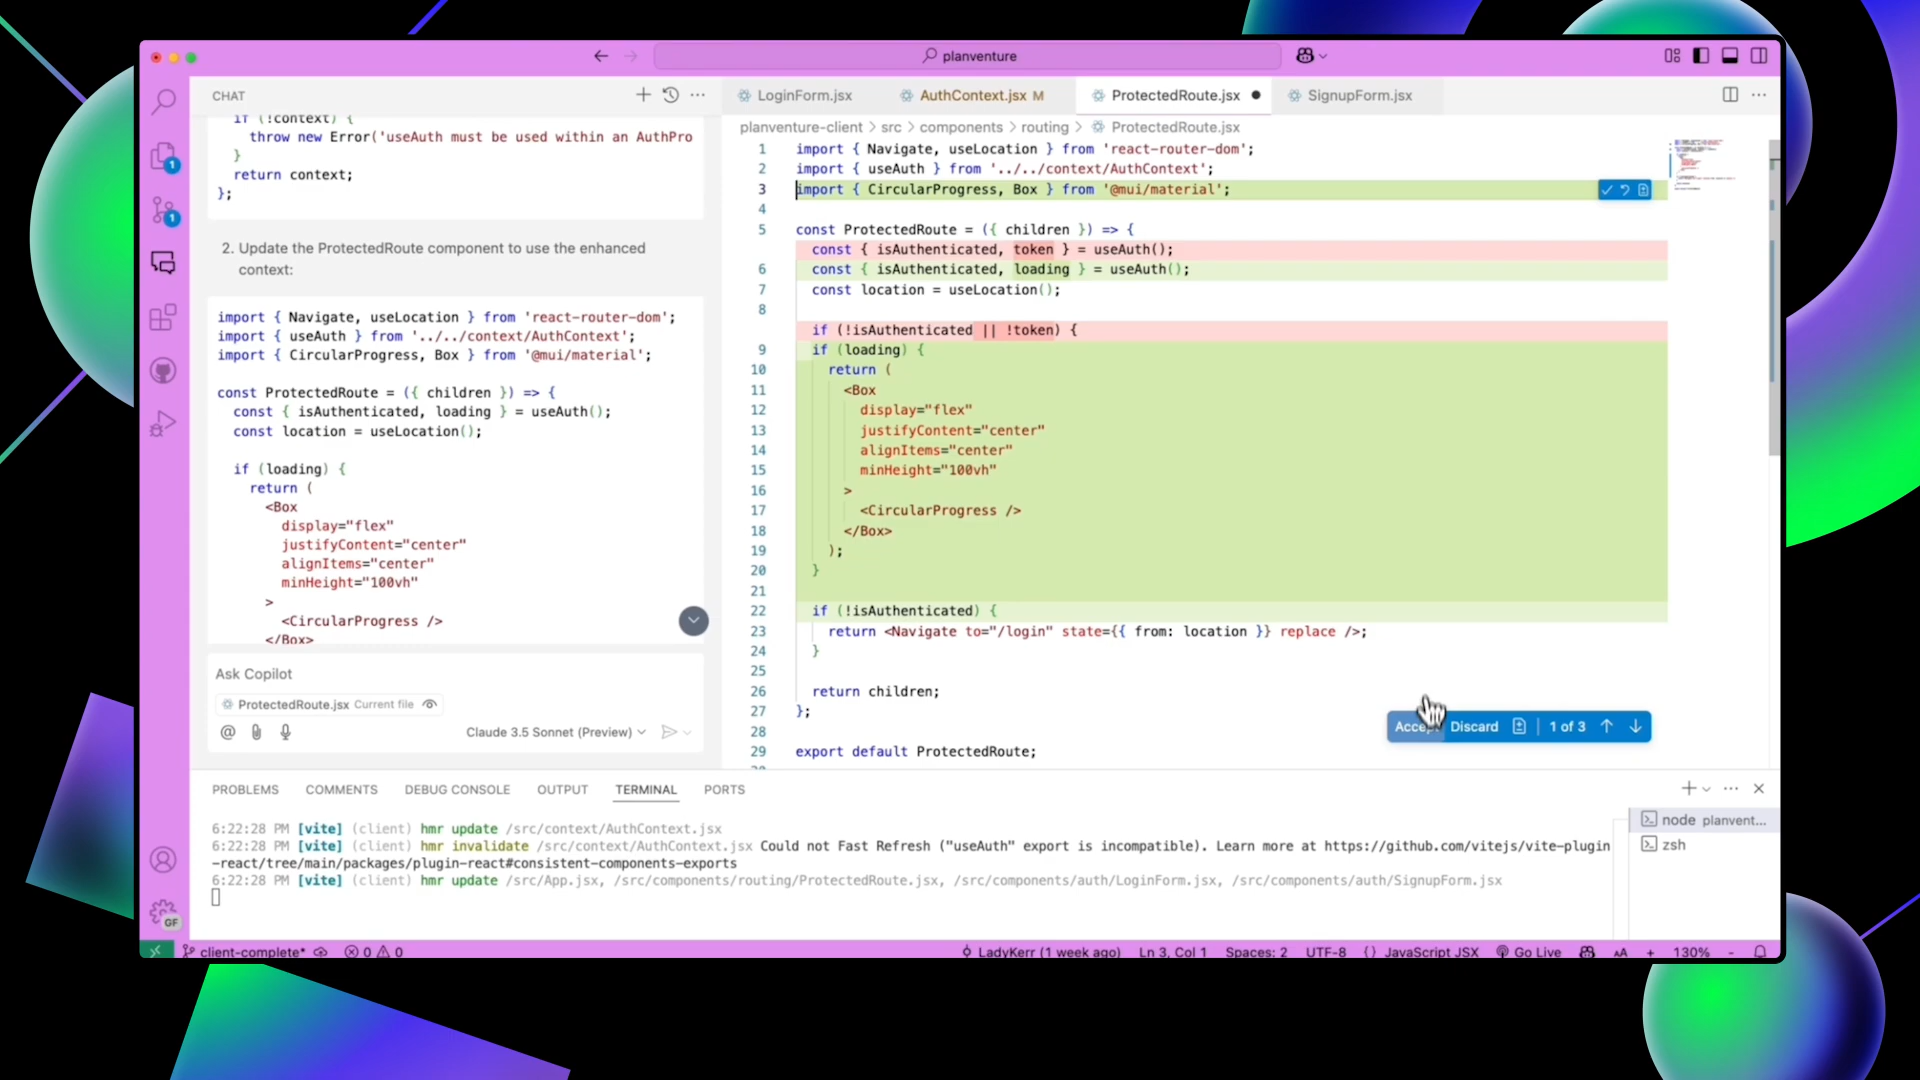 planventure
CHAT
if (!context) {
throw new Error('useAuth must be used within an AuthPro
}
return context;
};
2. Update the ProtectedRoute component to use the enhanced
context:
import { Navigate, useLocation } from 'react-router-dom';
import { useAuth } from '../../context/AuthContext';
import { CircularProgress, Box } from '@mui/material';
const ProtectedRoute = ({ children }) => {
const { isAuthenticated, loading } = useAuth();
const location = useLocation();
if (loading) {
return (
<Box
display="flex"
justifyContent="center"
alignItems="center"
minHeight="100vh"
>
<CircularProgress />
</Box>
Ask Copilot
ProtectedRoute.jsx Current file
Claude 3.5 Sonnet (Preview)
LoginForm.jsx AuthContext.jsx M ProtectedRoute.jsx SignupForm.jsx
planventure-client > src > components > routing > ProtectedRoute.jsx
1 import { Navigate, useLocation } from 'react-router-dom';
2 import { useAuth } from '../../context/AuthContext';
3 import { CircularProgress, Box } from '@mui/material';
4
5 const ProtectedRoute = ({ children }) => {
const { isAuthenticated, token } = useAuth();
6 const { isAuthenticated, loading } = useAuth();
7 const location = useLocation();
8
if (!isAuthenticated || !token) {
9 if (loading) {
10 return (
11 <Box
12 display="flex"
13 justifyContent="center"
14 alignItems="center"
15 minHeight="100vh"
16 >
17 <CircularProgress />
18 </Box>
19 );
20 }
21
22 if (!isAuthenticated) {
23 return <Navigate to="/login" state={{ from: location }} replace />;
24 }
25
26 return children;
27 };
28
29 export default ProtectedRoute;
Discard 1 of 3
PROBLEMS COMMENTS DEBUG CONSOLE OUTPUT TERMINAL PORTS
6:22:28 PM [vite] (client) hmr update /src/context/AuthContext.jsx
6:22:28 PM [vite] (client) hmr invalidate /src/context/AuthContext.jsx Could not Fast Refresh ("useAuth" export is incompatible). Learn more at https://github.com/vitejs/vite-plugin
-react/tree/main/packages/plugin-react#consistent-components-exports
6:22:28 PM [vite] (client) hmr update /src/App.jsx, /src/components/routing/ProtectedRoute.jsx, /src/components/auth/LoginForm.jsx, /src/components/auth/SignupForm.jsx
node planvent...
zsh
1
1
GF
client-complete* 0 0 LadyKerr (1 week ago) Ln 3, Col 1 Spaces: 2 UTF-8 {} JavaScript JSX Go Live AA + 130% -